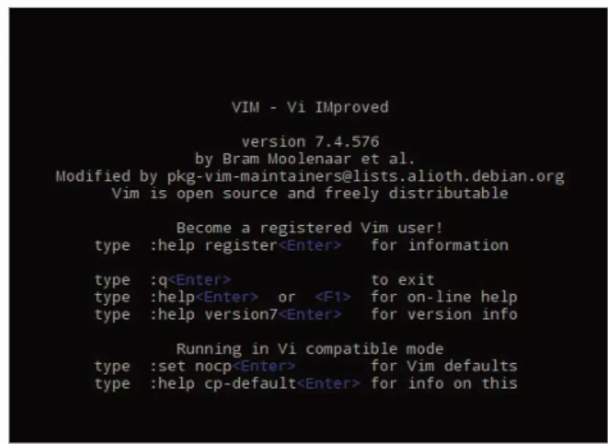 VIM - Vi IMproved
version 7.4.576
by Bram Moolenaar et al.
Modified by pkg-vim-maintainers@lists.alioth.debian.org
Vim is open source and freely distributable
Become a registered Vim user!
type :help register<Enter> for information
type :q<Enter> to exit
type :help<Enter> or <F1> for on-line help
type :help version7<Enter> for version info
Running in Vi compatible mode
type :set nocp<Enter> for Vim defaults
type :help cp-default<Enter> for info on this